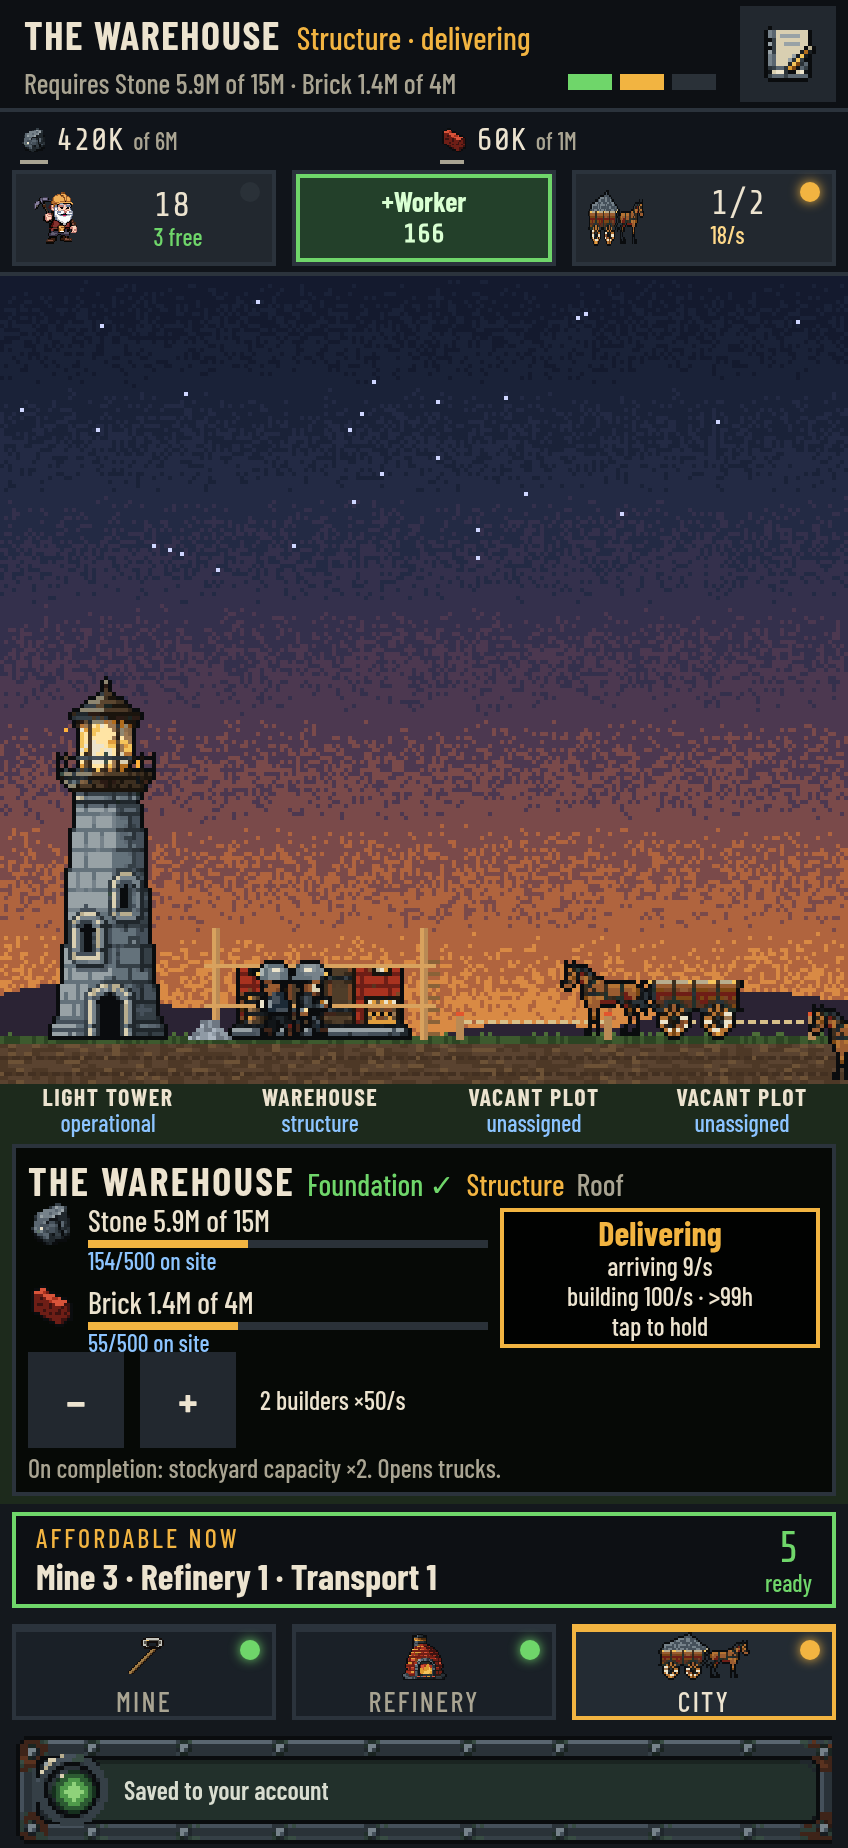 THE WAREHOUSE Structure · delivering
Requires Stone 5.9M of 15M · Brick 1.4M of 4M
420K of 6M
60K of 1M
18
3 free
+Worker
166
1/2
18/s
LIGHT TOWER
operational
WAREHOUSE
structure
VACANT PLOT
unassigned
VACANT PLOT
unassigned
THE WAREHOUSE Foundation ✓ Structure Roof
Stone 5.9M of 15M
154/500 on site
Brick 1.4M of 4M
55/500 on site
Delivering
arriving 9/s
building 100/s · >99h
tap to hold
− +
2 builders ×50/s
On completion: stockyard capacity ×2. Opens trucks.
AFFORDABLE NOW
Mine 3 · Refinery 1 · Transport 1
5
ready
MINE
REFINERY
CITY
Saved to your account